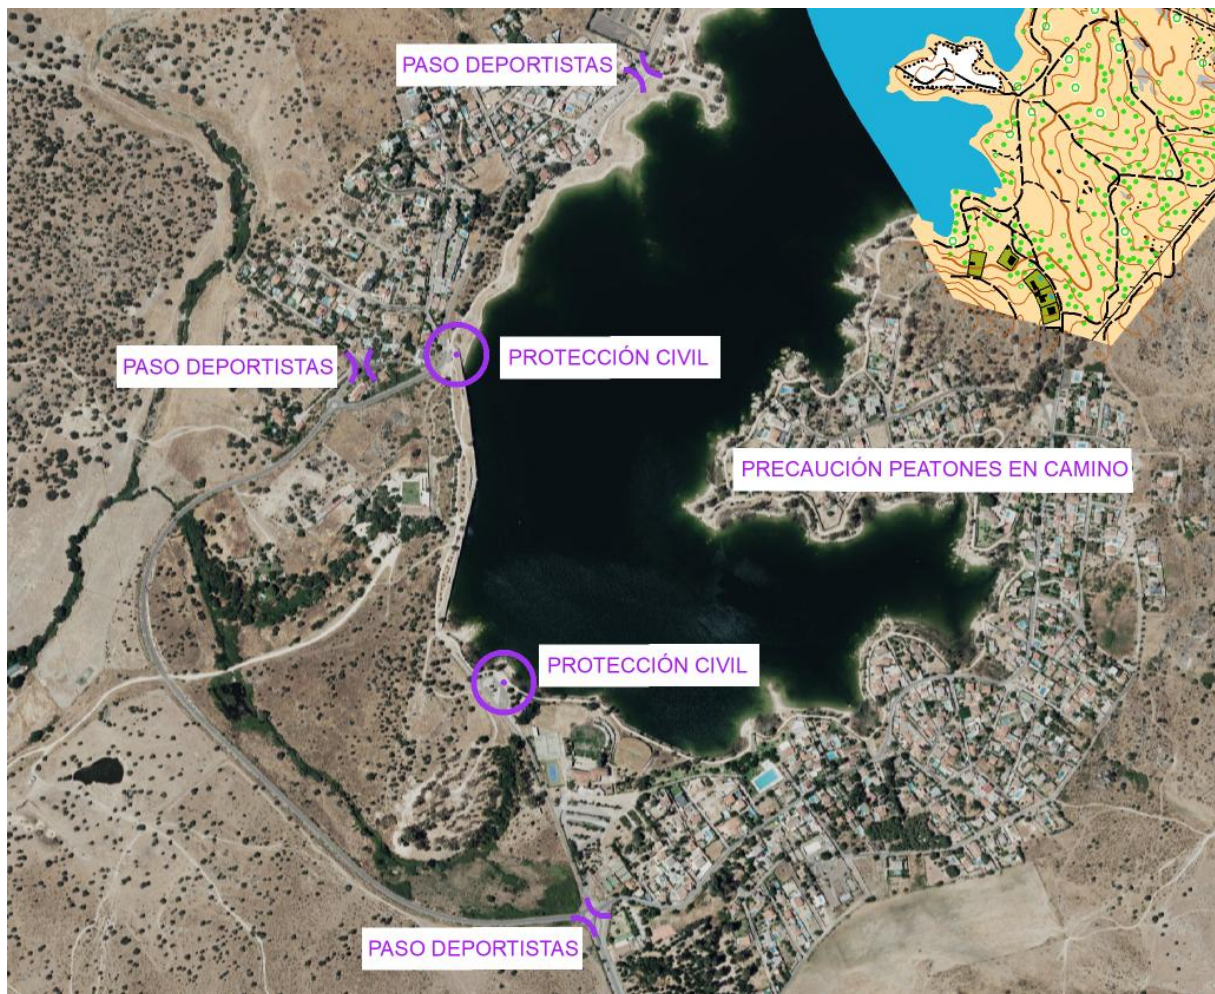 PASO DEPORTISTAS
PASO DEPORTISTAS
PROTECCIÓN CIVIL
PRECAUCIÓN PEATONES EN CAMINO
PROTECCIÓN CIVIL
PASO DEPORTISTAS